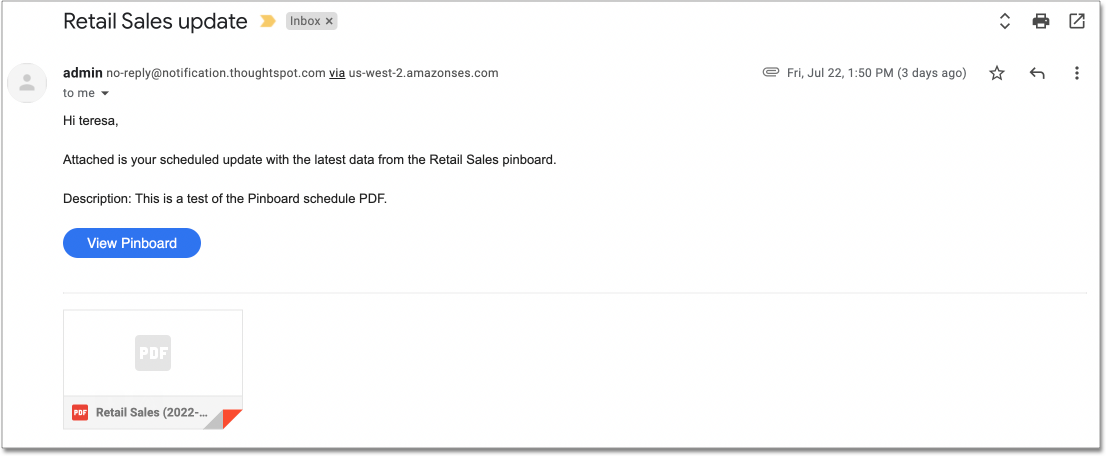 Retail Sales update
Inbox ×
admin no-reply@notification.thoughtspot.com via us-west-2.amazonses.com
Fri, Jul 22, 1:50 PM (3 days ago)
to me
Hi teresa,
Attached is your scheduled update with the latest data from the Retail Sales pinboard.
Description: This is a test of the Pinboard schedule PDF.
View Pinboard
PDF
PDF Retail Sales (2022-...